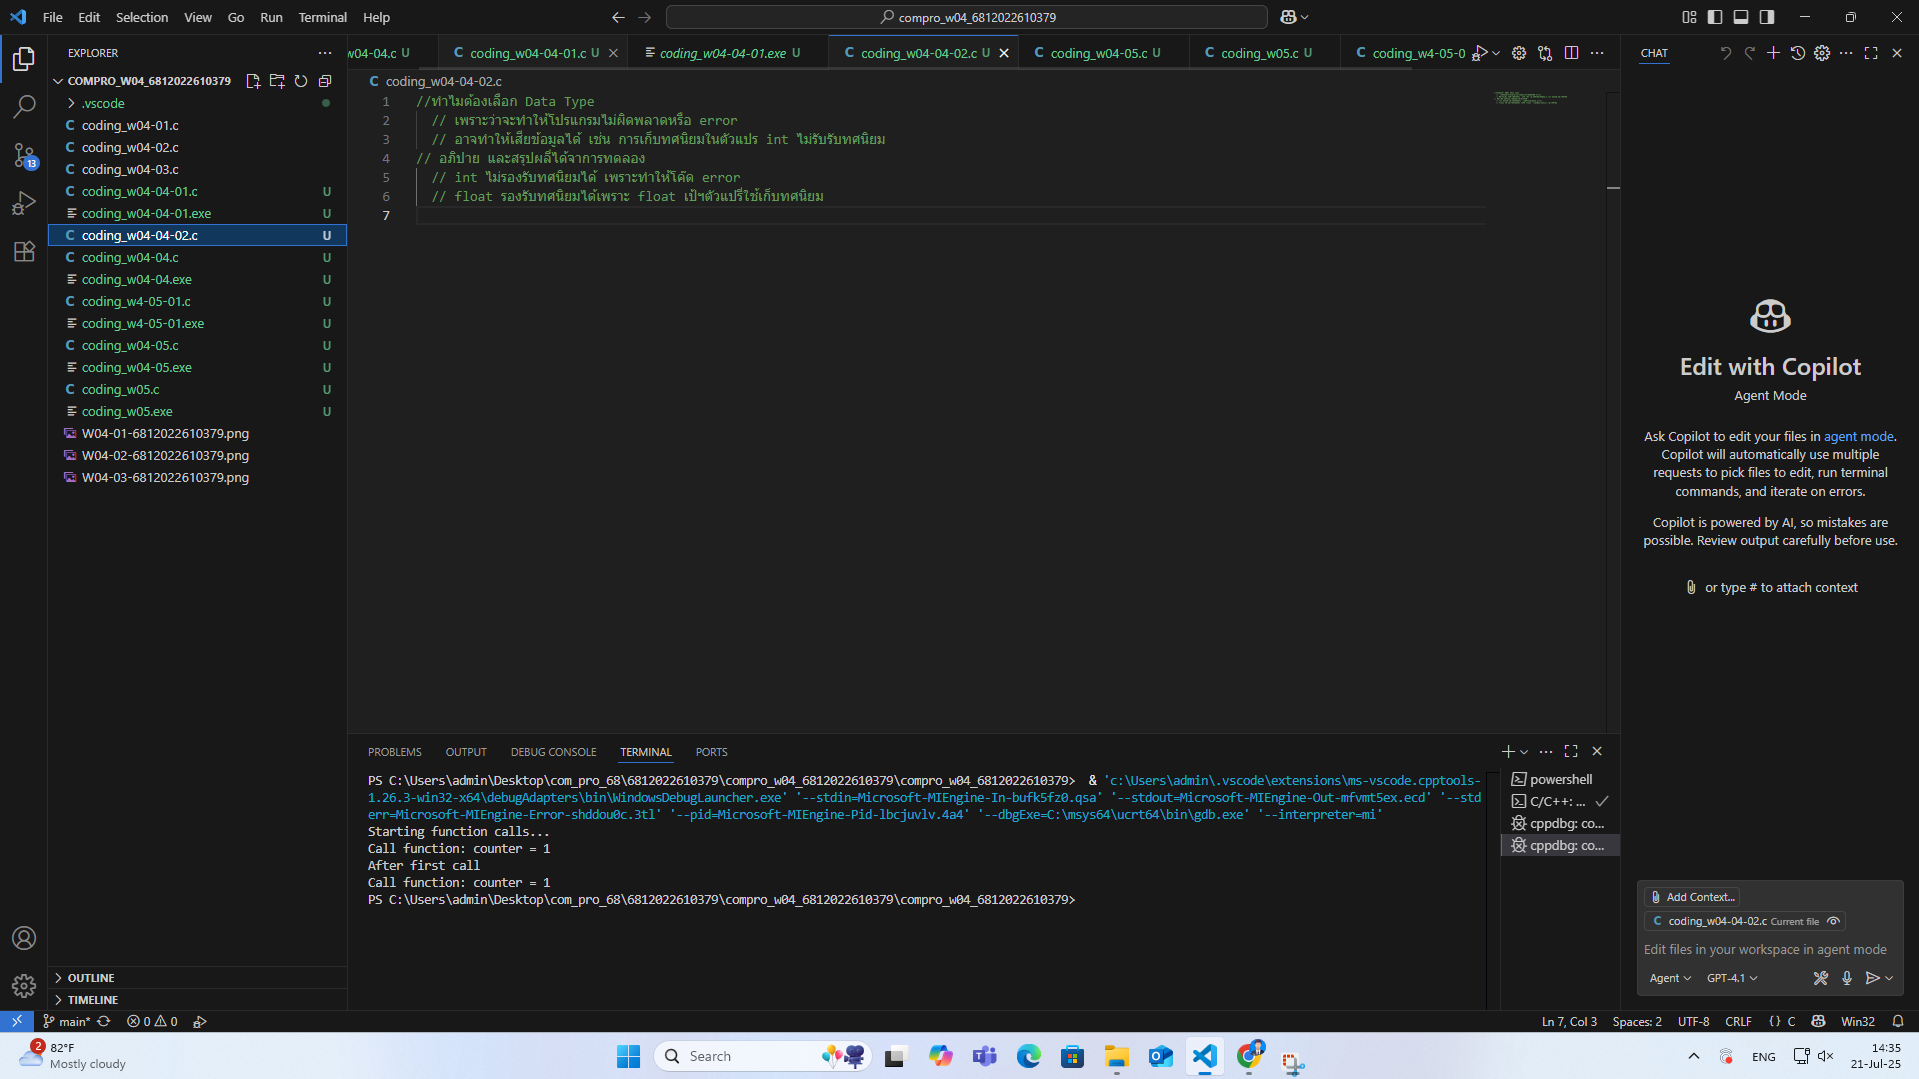 File Edit Selection View Go Run Terminal Help
compro_w04_6812022610379
EXPLORER
COMPRO_W04_6812022610379
.vscode
coding_w04-01.c
coding_w04-02.c
coding_w04-03.c
coding_w04-04-01.c U
coding_w04-04-01.exe U
coding_w04-04-02.c U
coding_w04-04.c U
coding_w04-04.exe U
coding_w4-05-01.c U
coding_w4-05-01.exe U
coding_w04-05.c U
coding_w04-05.exe U
coding_w05.c U
coding_w05.exe U
W04-01-6812022610379.png
W04-02-6812022610379.png
W04-03-6812022610379.png
OUTLINE
TIMELINE
13
w04-04.c U coding_w04-04-01.c U coding_w04-04-01.exe U coding_w04-04-02.c U coding_w04-05.c U coding_w05.c U coding_w4-05-0
coding_w04-04-02.c
1 //ทำไมต้องเลือก Data Type
2 // เพราะว่าจะทำให้โปรแกรมไม่ผิดพลาดหรือ error
3 // อาจทำให้เสียข้อมูลได้ เช่น การเก็บทศนิยมในตัวแปร int ไม่รับรับทศนิยม
4 // อภิปาย และสรุปผลที่ได้จาการทดลอง
5 // int ไม่รองรับทศนิยมได้ เพราะทำให้โค๊ด error
6 // float รองรับทศนิยมได้เพราะ float เป้ฯตัวแปรี่ใช้เก็บทศนิยม
7
PROBLEMS OUTPUT DEBUG CONSOLE TERMINAL PORTS
PS C:\Users\admin\Desktop\com_pro_68\6812022610379\compro_w04_6812022610379\compro_w04_6812022610379> & 'c:\Users\admin\.vscode\extensions\ms-vscode.cpptools-
1.26.3-win32-x64\debugAdapters\bin\WindowsDebugLauncher.exe' '--stdin=Microsoft-MIEngine-In-bufk5fz0.qsa' '--stdout=Microsoft-MIEngine-Out-mfvmt5ex.ecd' '--std
err=Microsoft-MIEngine-Error-shddou0c.3tl' '--pid=Microsoft-MIEngine-Pid-lbcjuvlv.4a4' '--dbgExe=C:\msys64\ucrt64\bin\gdb.exe' '--interpreter=mi'
Starting function calls...
Call function: counter = 1
After first call
Call function: counter = 1
PS C:\Users\admin\Desktop\com_pro_68\6812022610379\compro_w04_6812022610379\compro_w04_6812022610379>
powershell
C/C++: ...
cppdbg: co...
cppdbg: co...
CHAT
Edit with Copilot
Agent Mode
Ask Copilot to edit your files in agent mode.
Copilot will automatically use multiple
requests to pick files to edit, run terminal
commands, and iterate on errors.
Copilot is powered by AI, so mistakes are
possible. Review output carefully before use.
or type # to attach context
Add Context...
coding_w04-04-02.c Current file
Edit files in your workspace in agent mode
Agent GPT-4.1
main* 0 0 Ln 7, Col 3 Spaces: 2 UTF-8 CRLF {} C Win32
2
82°F
Mostly cloudy
Search
ENG
14:35
21-Jul-25